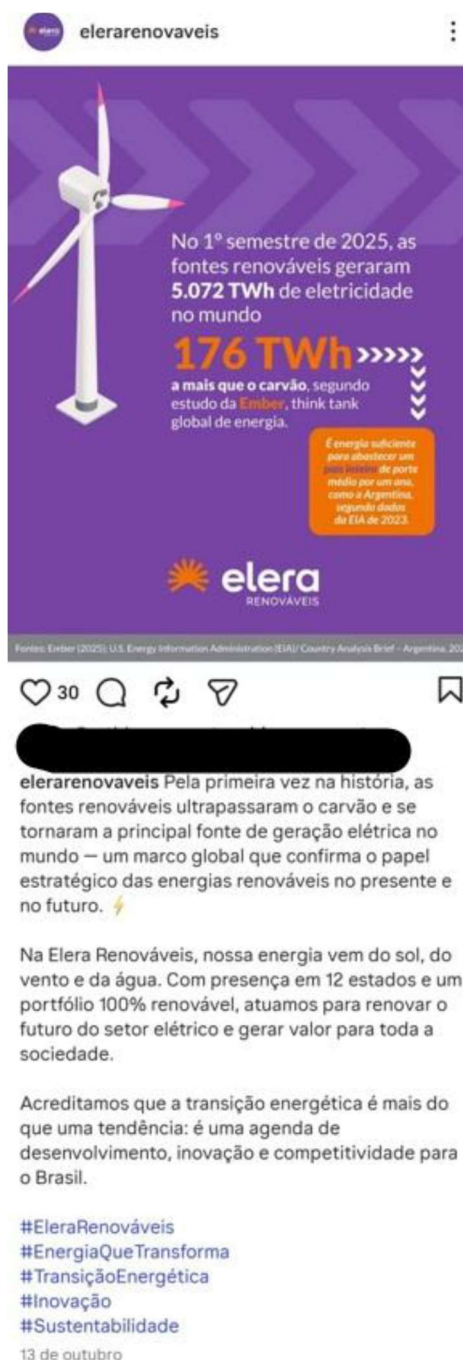 elera
elerarenovaveis
No 1º semestre de 2025, as
fontes renováveis geraram
5.072 TWh de eletricidade
no mundo
176 TWh
a mais que o carvão, segundo
estudo da Ember, think tank
global de energia.
É energia suficiente
para abastecer um
país inteiro de porte
médio por um ano,
como a Argentina,
segundo dados
da EIA de 2023.
elera
RENOVÁVEIS
Fontes: Ember (2025); U.S. Energy Information Administration (EIA)/ Country Analysis Brief – Argentina,
30
elerarenovaveis Pela primeira vez na história, as
fontes renováveis ultrapassaram o carvão e se
tornaram a principal fonte de geração elétrica no
mundo — um marco global que confirma o papel
estratégico das energias renováveis no presente e
no futuro. ⚡
Na Elera Renováveis, nossa energia vem do sol, do
vento e da água. Com presença em 12 estados e um
portfólio 100% renovável, atuamos para renovar o
futuro do setor elétrico e gerar valor para toda a
sociedade.
Acreditamos que a transição energética é mais do
que uma tendência: é uma agenda de
desenvolvimento, inovação e competitividade para
o Brasil.
#EleraRenováveis
#EnergiaQueTransforma
#TransiçãoEnergética
#Inovação
#Sustentabilidade
13 de outubro